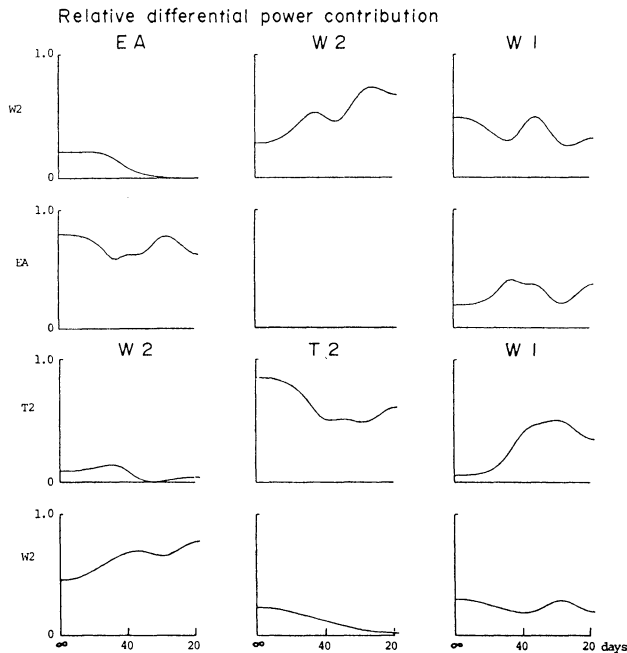 Relative differential power contribution
EA W2 W1
1.0
W2
0
1.0
EA
0
W2 T2 W1
1.0
T2
0
1.0
W2
0
∞ 40 20 ∞ 40 20 ∞ 40 20 days